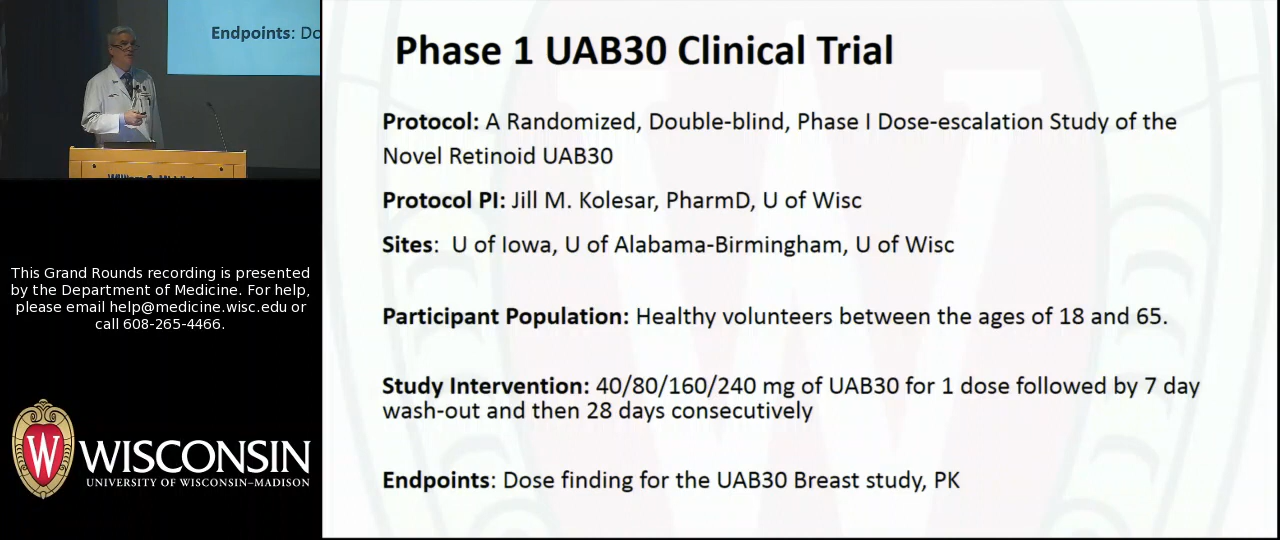 Endpoints: Do
This Grand Rounds recording is presented
by the Department of Medicine. For help,
please email help@medicine.wisc.edu or
call 608-265-4466.
W WISCONSIN
UNIVERSITY OF WISCONSIN–MADISON
Phase 1 UAB30 Clinical Trial
Protocol: A Randomized, Double-blind, Phase I Dose-escalation Study of the
Novel Retinoid UAB30
Protocol PI: Jill M. Kolesar, PharmD, U of Wisc
Sites: U of Iowa, U of Alabama-Birmingham, U of Wisc
Participant Population: Healthy volunteers between the ages of 18 and 65.
Study Intervention: 40/80/160/240 mg of UAB30 for 1 dose followed by 7 day
wash-out and then 28 days consecutively
Endpoints: Dose finding for the UAB30 Breast study, PK